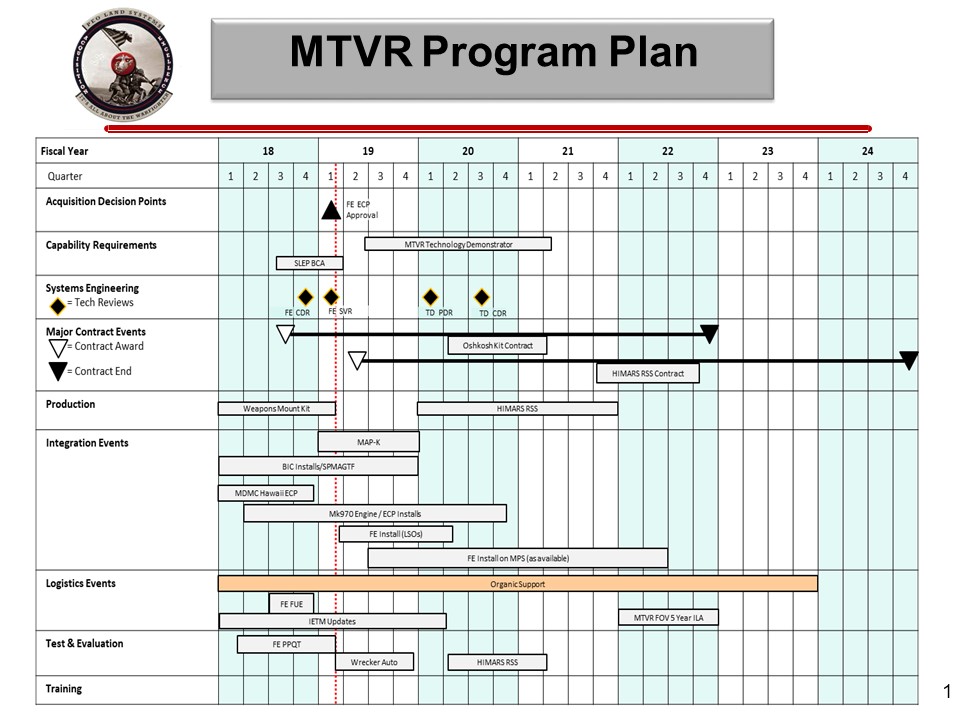 PEO LAND SYSTEMS
ACQUISITION
EXCELLENCE
IT'S ALL ABOUT THE WARFIGHTER
MTVR Program Plan
Fiscal Year 18 19 20 21 22 23 24
Quarter 1 2 3 4 1 2 3 4 1 2 3 4 1 2 3 4 1 2 3 4 1 2 3 4 1 2 3 4
Acquisition Decision Points
FE ECP
Approval
Capability Requirements
MTVR Technology Demonstrator
SLEP BCA
Systems Engineering
= Tech Reviews
FE CDR FE SVR TD PDR TD CDR
Major Contract Events
= Contract Award
= Contract End
Oshkosh Kit Contract
HIMARS RSS Contract
Production
Weapons Mount Kit HIMARS RSS
Integration Events
MAP-K
BIC Installs/SPMAGTF
MDMC Hawaii ECP
Mk970 Engine / ECP Installs
FE Install (LSOs)
FE Install on MPS (as available)
Logistics Events
Organic Support
FE FUE
IETM Updates
MTVR FOV 5 Year ILA
Test & Evaluation
FE PPQT
Wrecker Auto HIMARS RSS
Training
1